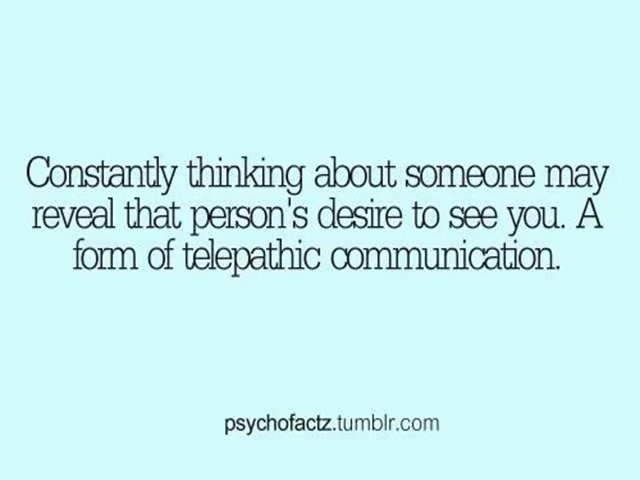 Constantly thinking about someone may
reveal that person's desire to see you. A
form of telepathic communication.
psychofactz.tumblr.com